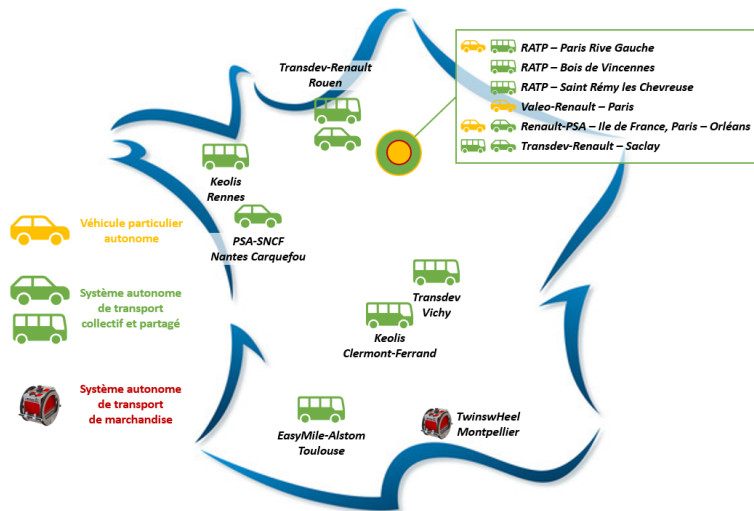 Transdev-Renault
Rouen
RATP – Paris Rive Gauche
RATP – Bois de Vincennes
RATP – Saint Rémy les Chevreuse
Valeo-Renault – Paris
Renault-PSA – Ile de France, Paris – Orléans
Transdev-Renault – Saclay
Keolis
Rennes
PSA-SNCF
Nantes Carquefou
Véhicule particulier
autonome
Système autonome
de transport
collectif et partagé
Système autonome
de transport
de marchandise
Transdev
Vichy
Keolis
Clermont-Ferrand
EasyMile-Alstom
Toulouse
TwinswHeel
Montpellier